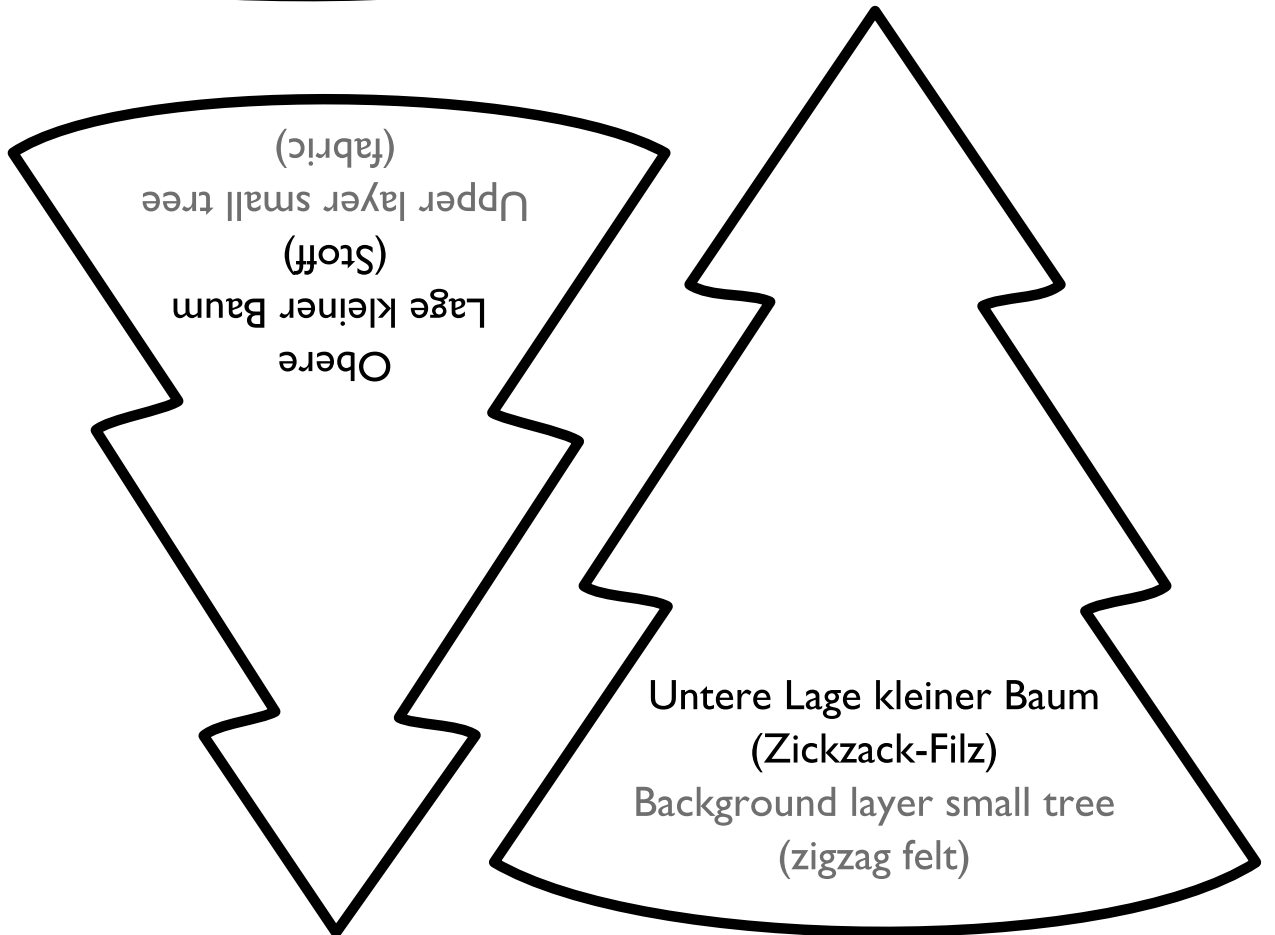 Obere
Lage kleiner Baum
(Stoff)
Upper layer small tree
(fabric)
Untere Lage kleiner Baum
(Zickzack-Filz)
Background layer small tree
(zigzag felt)